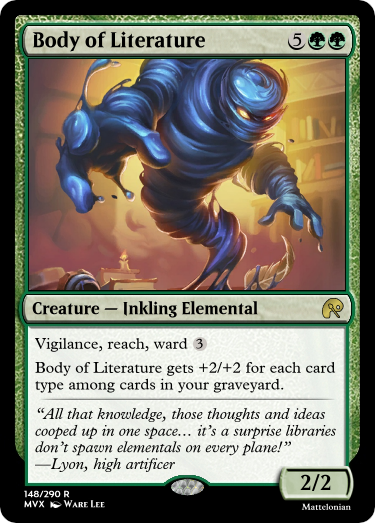 Body of Literature 5
Creature — Inkling Elemental
Vigilance, reach, ward 3
Body of Literature gets +2/+2 for each card
type among cards in your graveyard.
“All that knowledge, those thoughts and ideas
cooped up in one space… it’s a surprise libraries
don’t spawn elementals on every plane!”
—Lyon, high artificer
2/2
148/290 R
MVX Ware Lee
Mattelonian